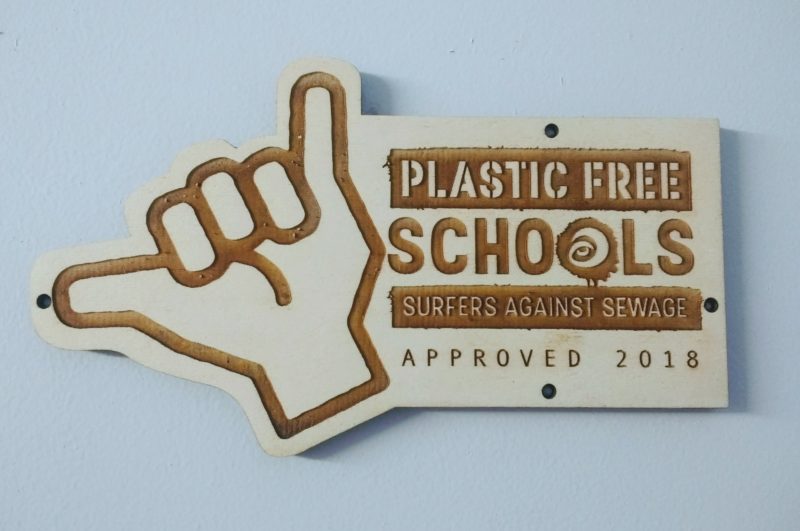 PLASTIC FREE
SCHOOLS
SURFERS AGAINST SEWAGE
APPROVED 2018